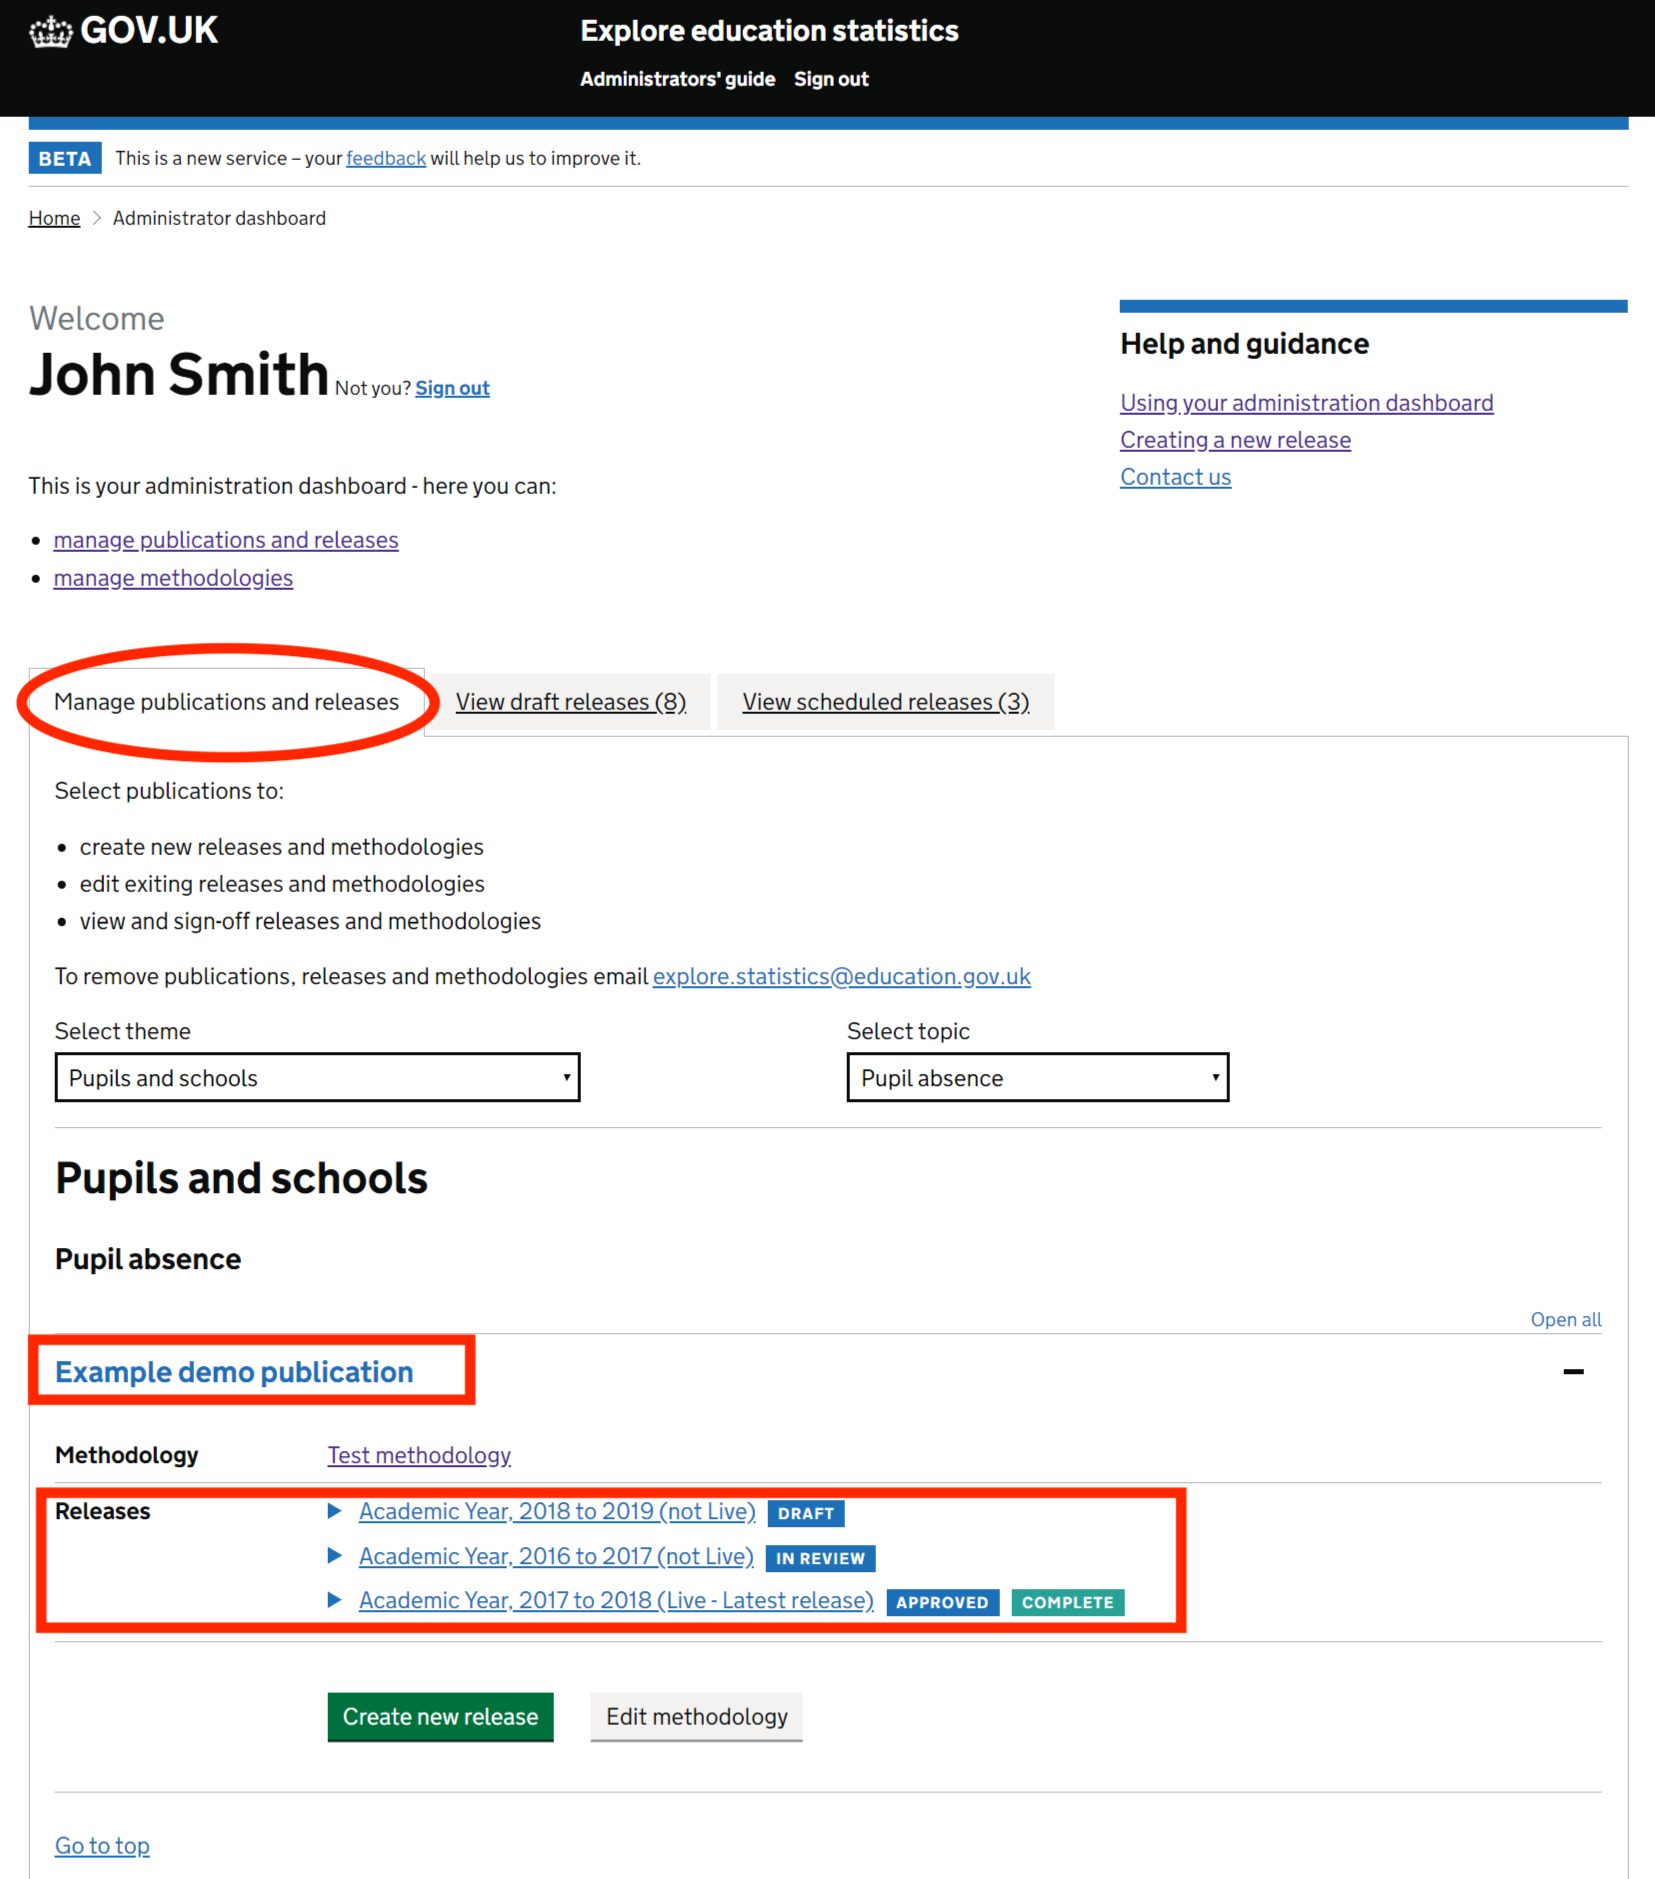 GOV.UK
Explore education statistics
Administrators' guide Sign out
BETA This is a new service – your feedback will help us to improve it.
Home > Administrator dashboard
Welcome
John Smith Not you? Sign out
Help and guidance
Using your administration dashboard
Creating a new release
Contact us
This is your administration dashboard - here you can:
manage publications and releases
manage methodologies
Manage publications and releases View draft releases (8) View scheduled releases (3)
Select publications to:
create new releases and methodologies
edit exiting releases and methodologies
view and sign-off releases and methodologies
To remove publications, releases and methodologies email explore.statistics@education.gov.uk
Select theme Select topic
Pupils and schools Pupil absence
Pupils and schools
Pupil absence
Open all
Example demo publication
Methodology Test methodology
Releases Academic Year, 2018 to 2019 (not Live) DRAFT
Academic Year, 2016 to 2017 (not Live) IN REVIEW
Academic Year, 2017 to 2018 (Live - Latest release) APPROVED COMPLETE
Create new release Edit methodology
Go to top